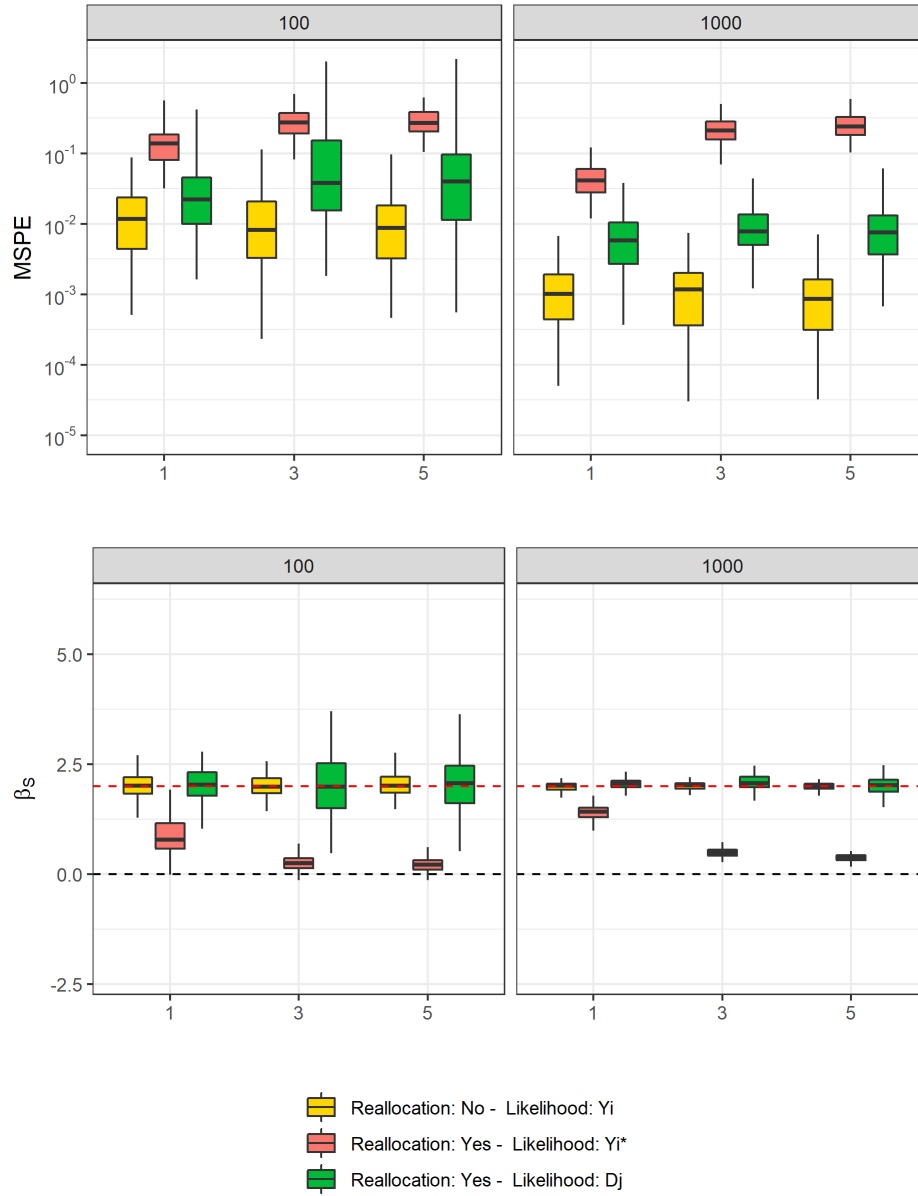 100 1000
MSPE
10^0
10^-1
10^-2
10^-3
10^-4
10^-5
1 3 5 1 3 5
100 1000
βs
5.0
2.5
0.0
-2.5
1 3 5 1 3 5
Reallocation: No - Likelihood: Yi
Reallocation: Yes - Likelihood: Yi*
Reallocation: Yes - Likelihood: Dj